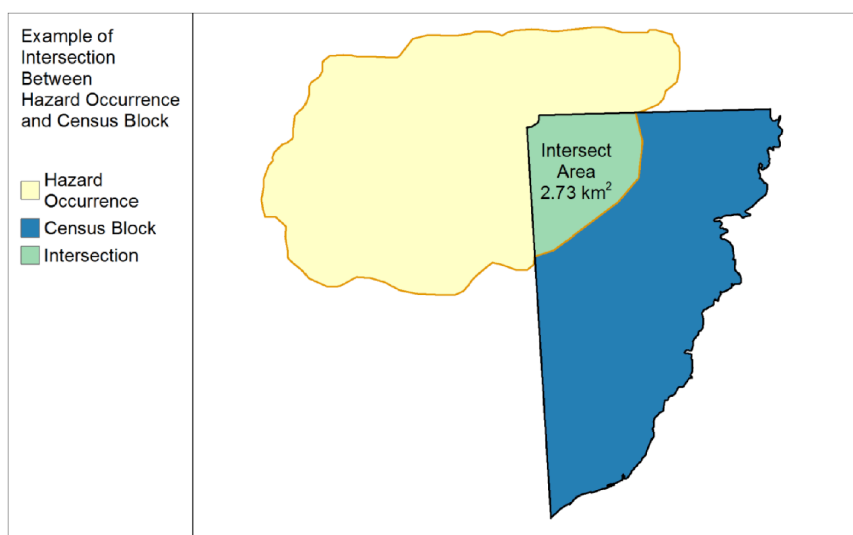 Example of
Intersection
Between
Hazard Occurrence
and Census Block
Hazard
Occurrence
Census Block
Intersection
Intersect
Area
2.73 km²